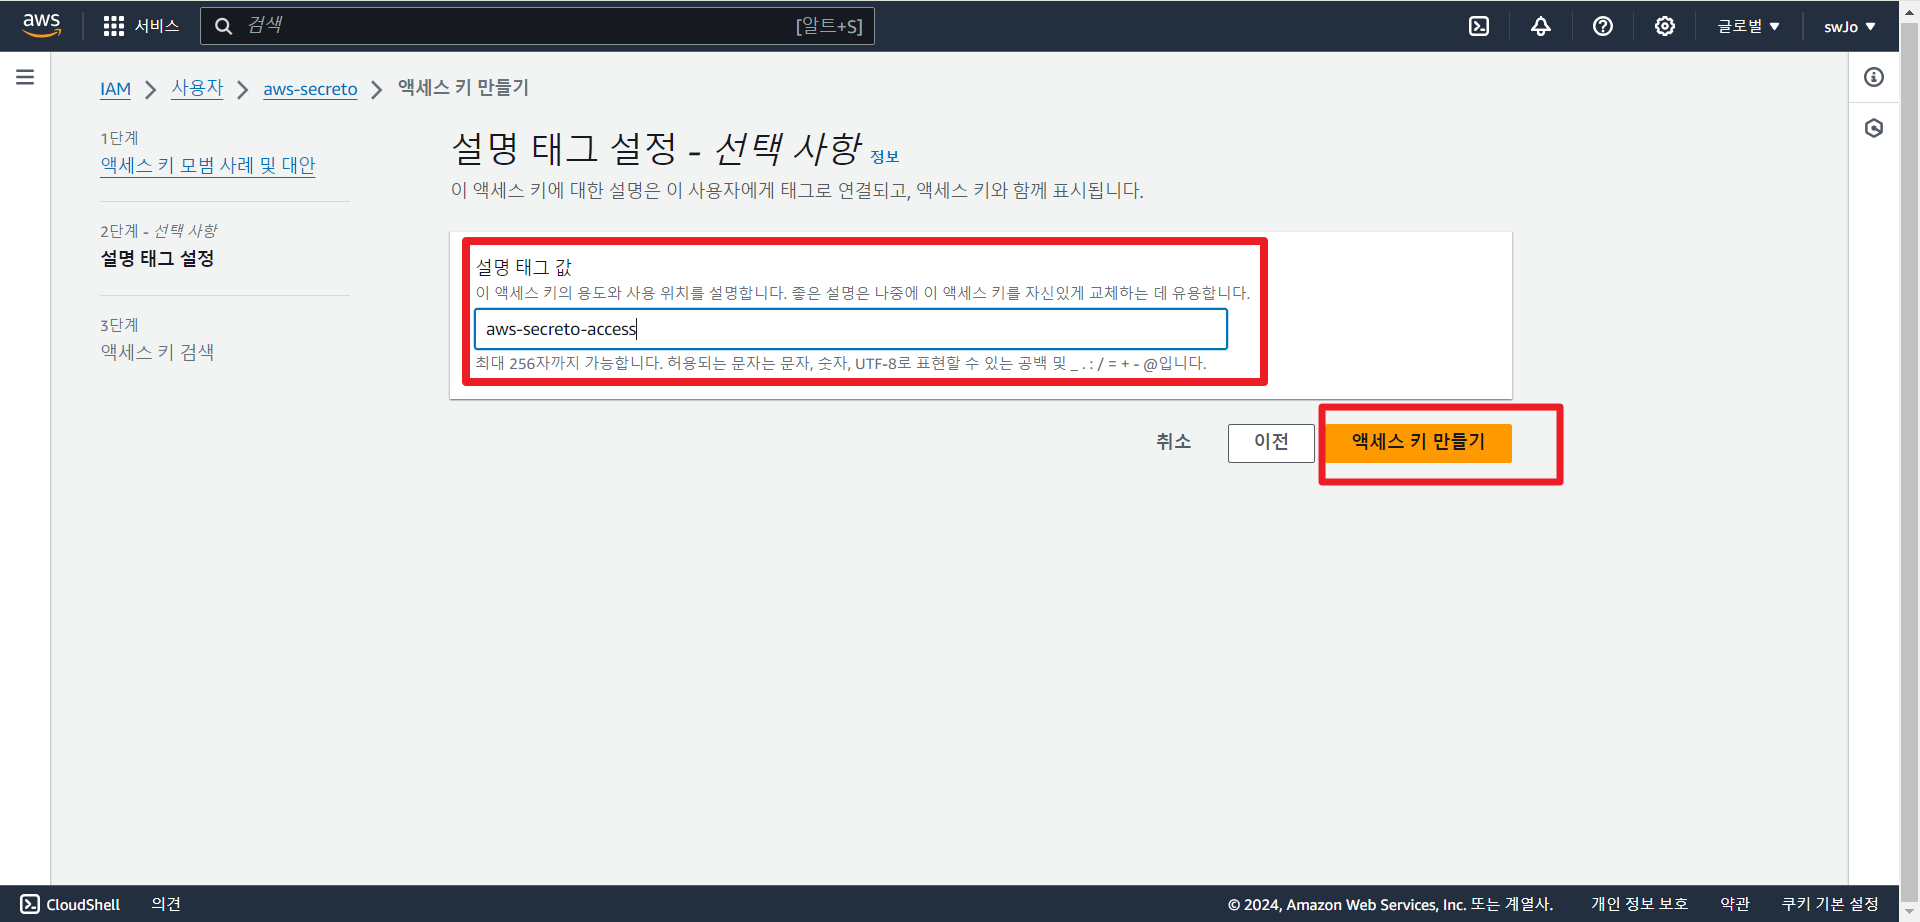 aws
서비스
검색
[알트+S]
글로벌
swJo
IAM
사용자
aws-secreto
액세스 키 만들기
1단계
액세스 키 모범 사례 및 대안
2단계 - 선택 사항
설명 태그 설정
3단계
액세스 키 검색
설명 태그 설정 - 선택 사항 정보
이 액세스 키에 대한 설명은 이 사용자에게 태그로 연결되고, 액세스 키와 함께 표시됩니다.
설명 태그 값
이 액세스 키의 용도와 사용 위치를 설명합니다. 좋은 설명은 나중에 이 액세스 키를 자신있게 교체하는 데 유용합니다.
aws-secreto-access
최대 256자까지 가능합니다. 허용되는 문자는 문자, 숫자, UTF-8로 표현할 수 있는 공백 및 _ . : / = + - @입니다.
취소
이전
액세스 키 만들기
CloudShell
의견
© 2024, Amazon Web Services, Inc. 또는 계열사.
개인 정보 보호
약관
쿠키 기본 설정